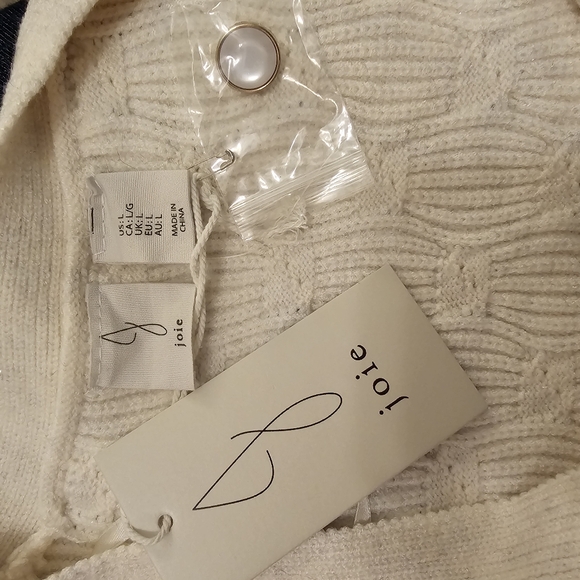 US: L
CA: L/G
UK: L
EU: L
AU: L
MADE IN
CHINA
joie
joie